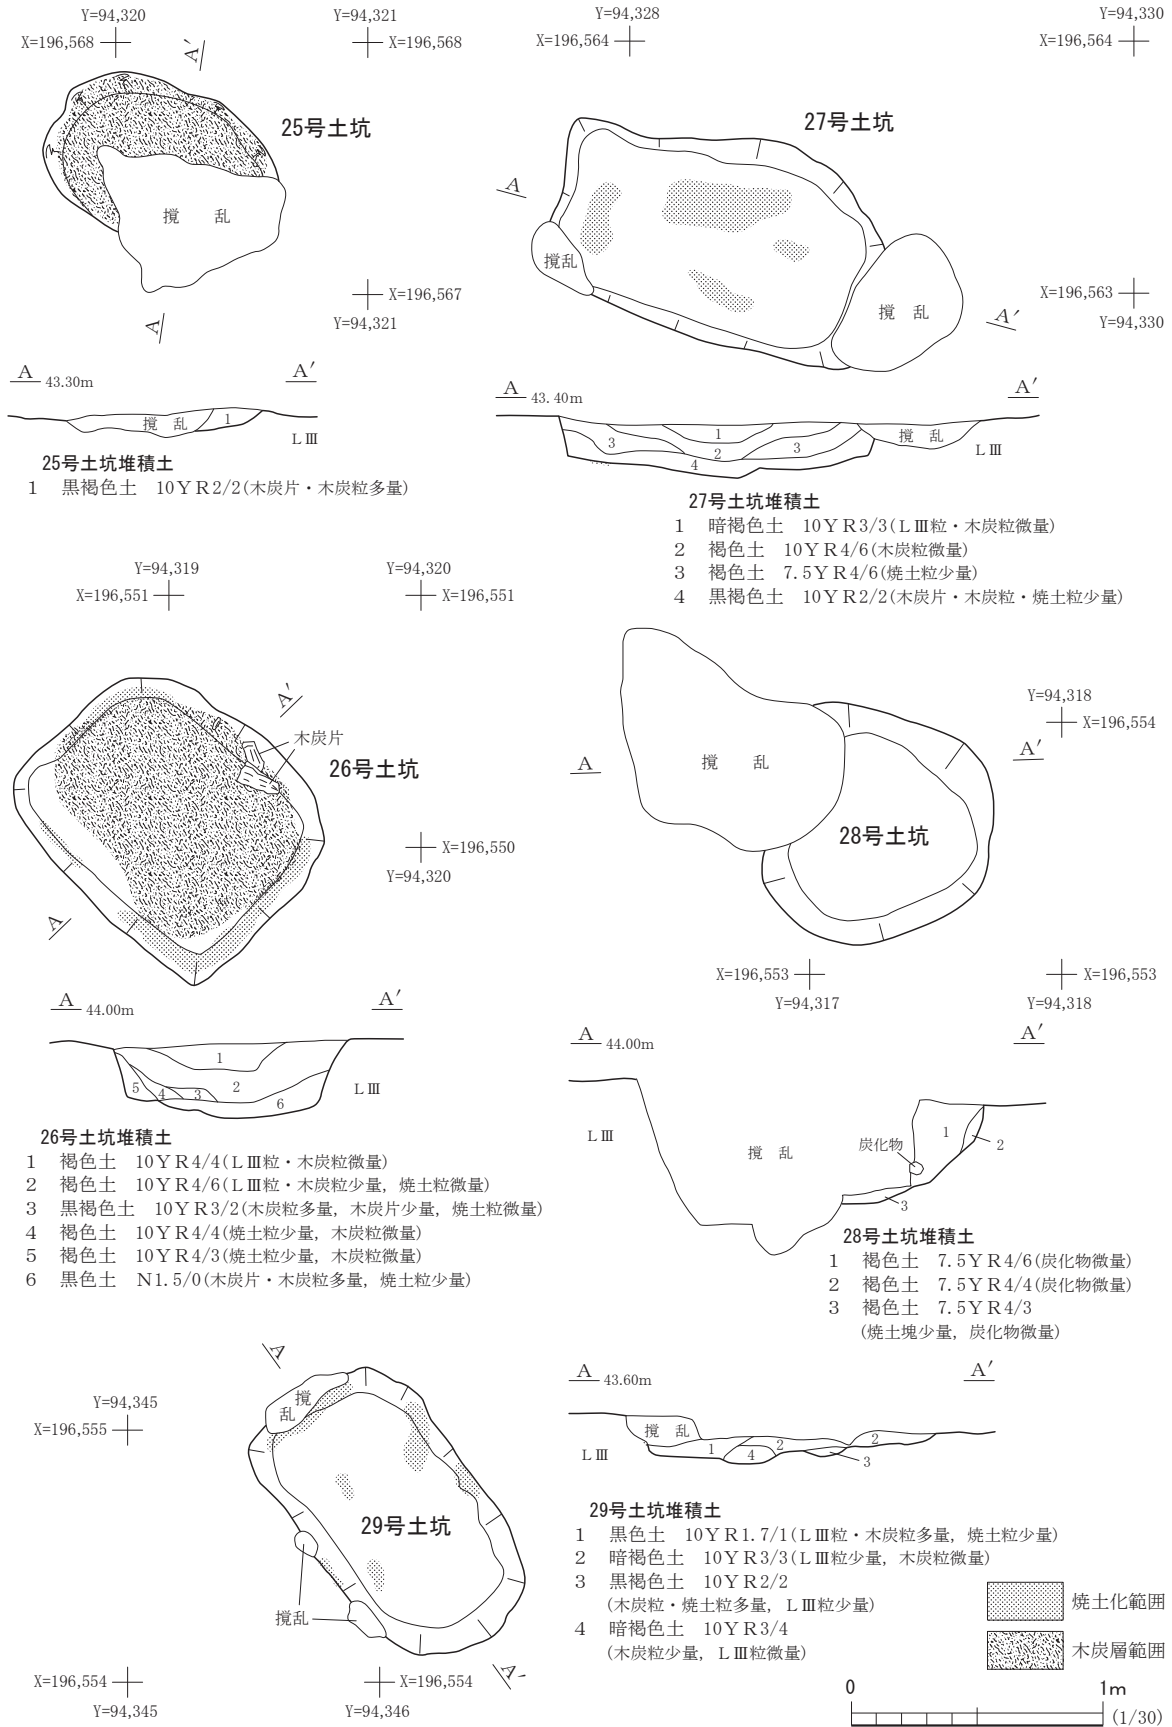 Y=94,320
Y=94,321
X=196,568
X=196,568
A′
25号土坑
撹 乱
X=196,567
Y=94,321
A
A 43.30m
A′
撹 乱
1
LⅢ
25号土坑堆積土
1 黒褐色土 10YR2/2(木炭片・木炭粒多量)
Y=94,328
Y=94,330
X=196,564
X=196,564
27号土坑
A
撹乱
撹 乱
X=196,563
Y=94,330
A′
A 43.40m
A′
1
2
3
3
4
撹 乱
LⅢ
27号土坑堆積土
1 暗褐色土 10YR3/3(LⅢ粒・木炭粒微量)
2 褐色土 10YR4/6(木炭粒微量)
3 褐色土 7.5YR4/6(焼土粒少量)
4 黒褐色土 10YR2/2(木炭片・木炭粒・焼土粒少量)
Y=94,319
Y=94,320
X=196,551
X=196,551
A′
木炭片
26号土坑
X=196,550
Y=94,320
A
A 44.00m
A′
1
2
3
4
5
6
LⅢ
26号土坑堆積土
1 褐色土 10YR4/4(LⅢ粒・木炭粒微量)
2 褐色土 10YR4/6(LⅢ粒・木炭粒少量，焼土粒微量)
3 黒褐色土 10YR3/2(木炭粒多量，木炭片少量，焼土粒微量)
4 褐色土 10YR4/4(焼土粒少量，木炭粒微量)
5 褐色土 10YR4/3(焼土粒少量，木炭粒微量)
6 黒色土 N1.5/0(木炭片・木炭粒多量，焼土粒少量)
Y=94,318
X=196,554
A
A′
撹 乱
28号土坑
X=196,553
Y=94,317
X=196,553
Y=94,318
A 44.00m
A′
LⅢ
撹 乱
炭化物
1
2
3
28号土坑堆積土
1 褐色土 7.5YR4/6(炭化物微量)
2 褐色土 7.5YR4/4(炭化物微量)
3 褐色土 7.5YR4/3
(焼土塊少量，炭化物微量)
A
Y=94,345
X=196,555
撹乱
29号土坑
撹乱
X=196,554
Y=94,345
X=196,554
Y=94,346
A′
A 43.60m
A′
撹 乱
LⅢ
1
4
2
2
3
29号土坑堆積土
1 黒色土 10YR1.7/1(LⅢ粒・木炭粒多量，焼土粒少量)
2 暗褐色土 10YR3/3(LⅢ粒少量，木炭粒微量)
3 黒褐色土 10YR2/2
(木炭粒・焼土粒多量，LⅢ粒少量)
4 暗褐色土 10YR3/4
(木炭粒少量，LⅢ粒微量)
焼土化範囲
木炭層範囲
0
1m
(1/30)